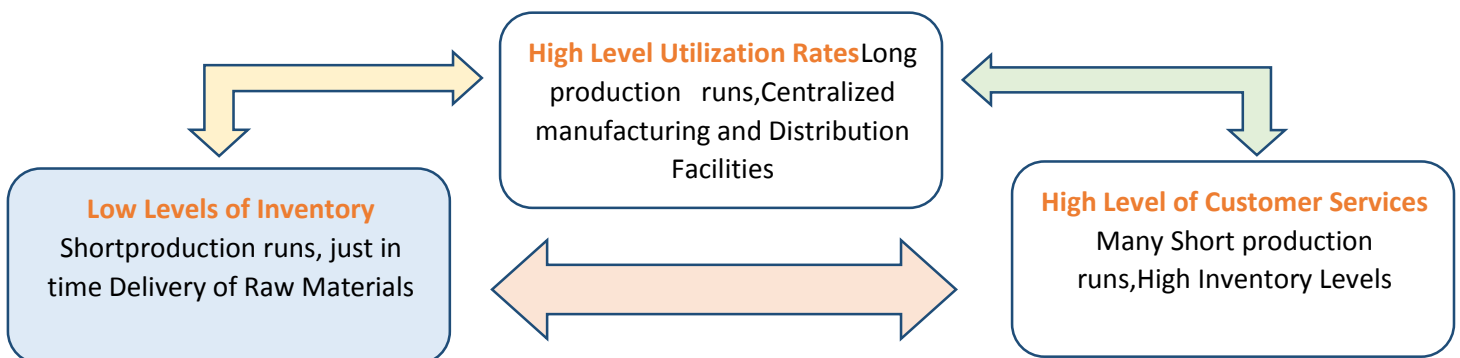 High Level Utilization RatesLong
production runs,Centralized
manufacturing and Distribution
Facilities
Low Levels of Inventory
Shortproduction runs, just in
time Delivery of Raw Materials
High Level of Customer Services
Many Short production
runs,High Inventory Levels